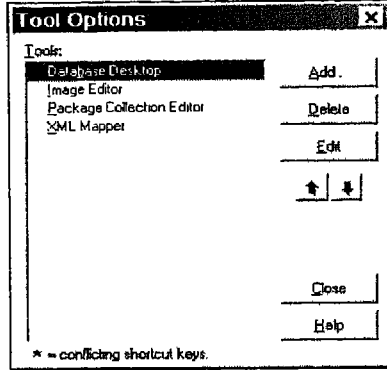 Tool Options
Tools:
Database Desktop
Image Editor
Package Collection Editor
XML Mapper
Add..
Delete
Edit
Close
Help
* = conflicting shortcut keys.